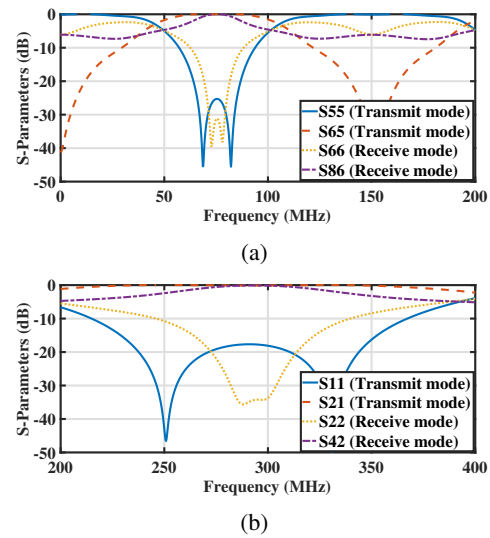 0
-10
-20
-30
-40
-50
S-Parameters (dB)
S55 (Transmit mode)
S65 (Transmit mode)
S66 (Receive mode)
S86 (Receive mode)
0 50 100 150 200
Frequency (MHz)
(a)
0
-10
-20
-30
-40
-50
S-Parameters (dB)
S11 (Transmit mode)
S21 (Transmit mode)
S22 (Receive mode)
S42 (Receive mode)
200 250 300 350 400
Frequency (MHz)
(b)